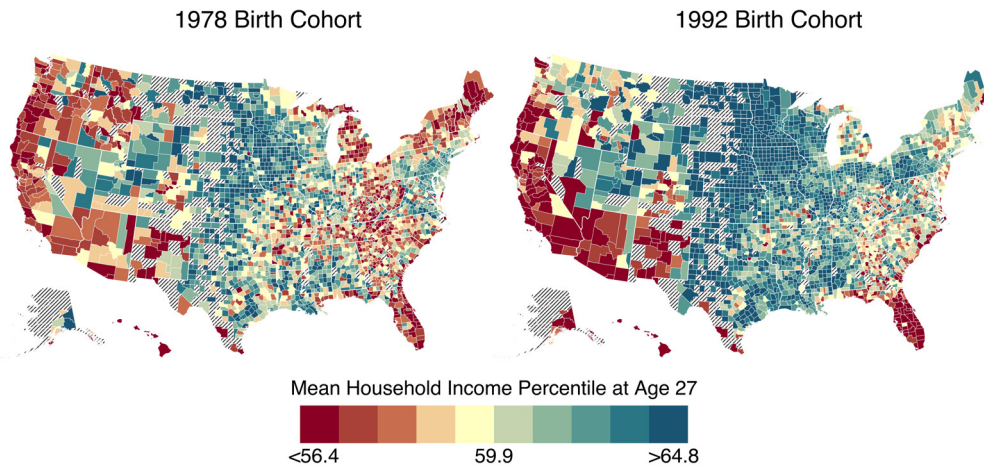 1978 Birth Cohort
1992 Birth Cohort
Mean Household Income Percentile at Age 27
<56.4 59.9 >64.8